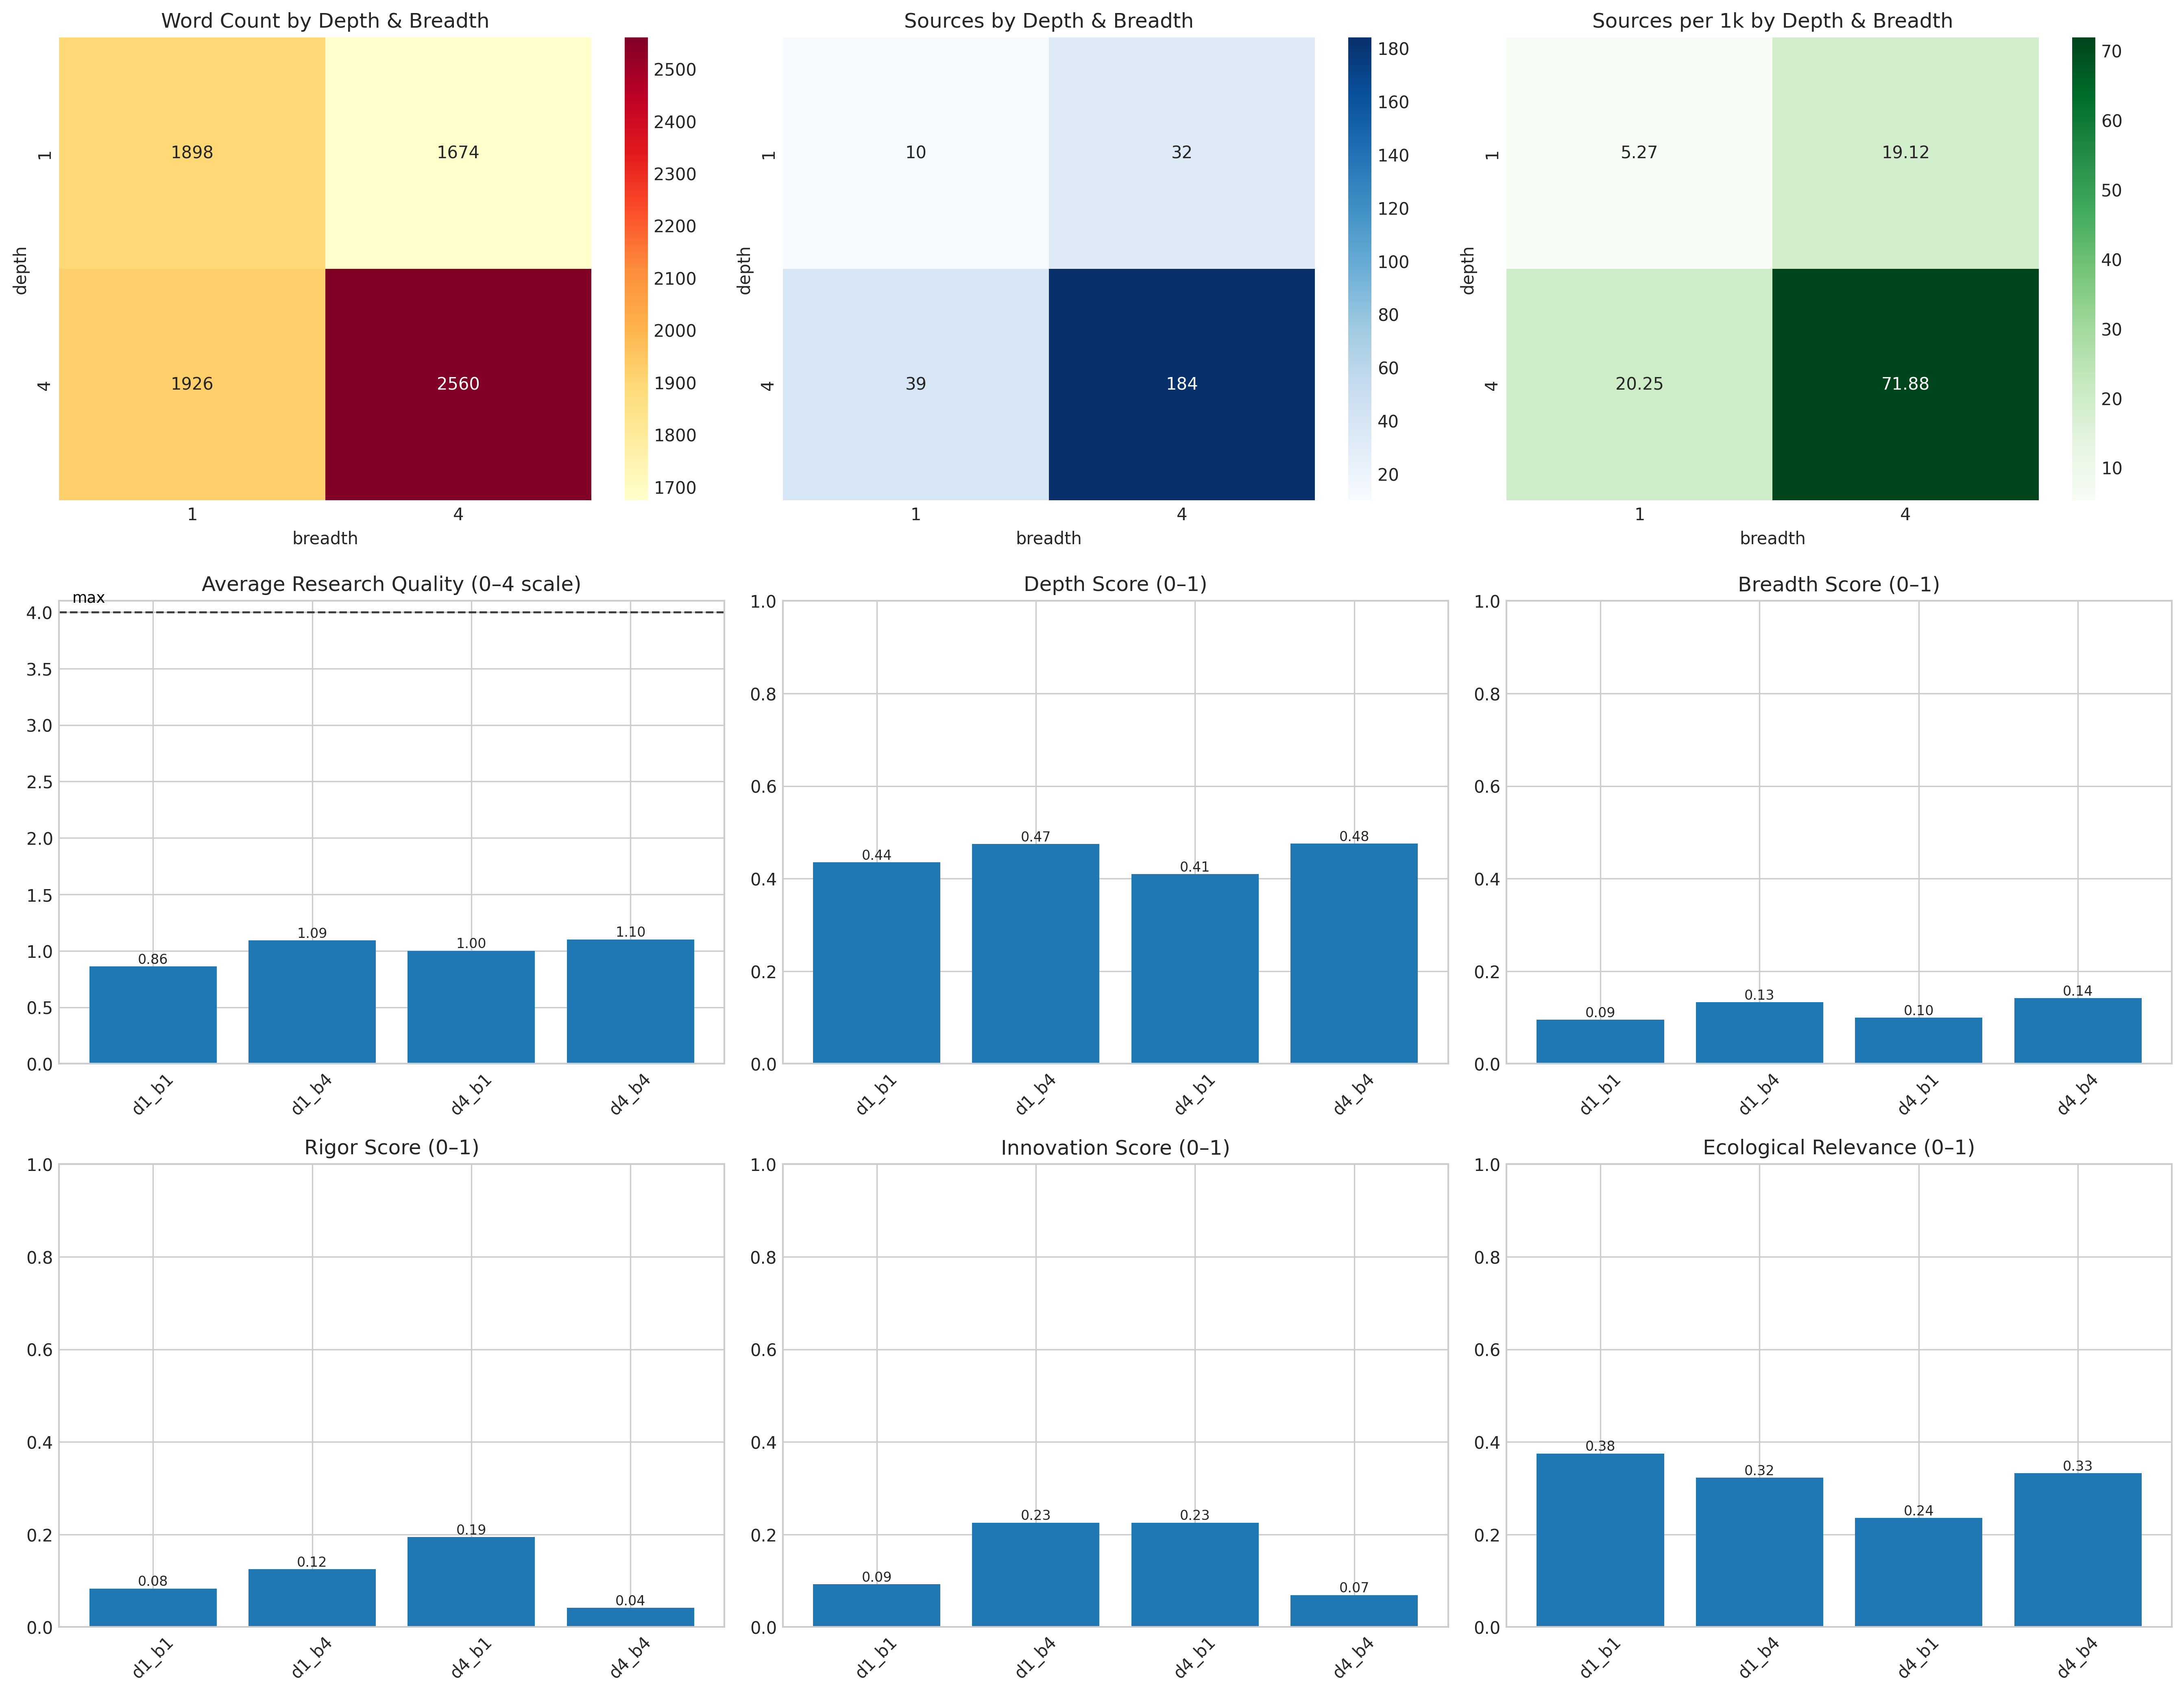 Word Count by Depth & Breadth
1898
1674
1926
2560
1
4
depth
1
4
breadth
2500
2400
2300
2200
2100
2000
1900
1800
1700
Sources by Depth & Breadth
10
32
39
184
1
4
depth
1
4
breadth
180
160
140
120
100
80
60
40
20
Sources per 1k by Depth & Breadth
5.27
19.12
20.25
71.88
1
4
depth
1
4
breadth
70
60
50
40
30
20
10
Average Research Quality (0–4 scale)
max
4.0
3.5
3.0
2.5
2.0
1.5
1.0
0.5
0.0
0.86
1.09
1.00
1.10
d1_b1
d1_b4
d4_b1
d4_b4
Depth Score (0–1)
1.0
0.8
0.6
0.4
0.2
0.0
0.44
0.47
0.41
0.48
d1_b1
d1_b4
d4_b1
d4_b4
Breadth Score (0–1)
1.0
0.8
0.6
0.4
0.2
0.0
0.09
0.13
0.10
0.14
d1_b1
d1_b4
d4_b1
d4_b4
Rigor Score (0–1)
1.0
0.8
0.6
0.4
0.2
0.0
0.08
0.12
0.19
0.04
d1_b1
d1_b4
d4_b1
d4_b4
Innovation Score (0–1)
1.0
0.8
0.6
0.4
0.2
0.0
0.09
0.23
0.23
0.07
d1_b1
d1_b4
d4_b1
d4_b4
Ecological Relevance (0–1)
1.0
0.8
0.6
0.4
0.2
0.0
0.38
0.32
0.24
0.33
d1_b1
d1_b4
d4_b1
d4_b4